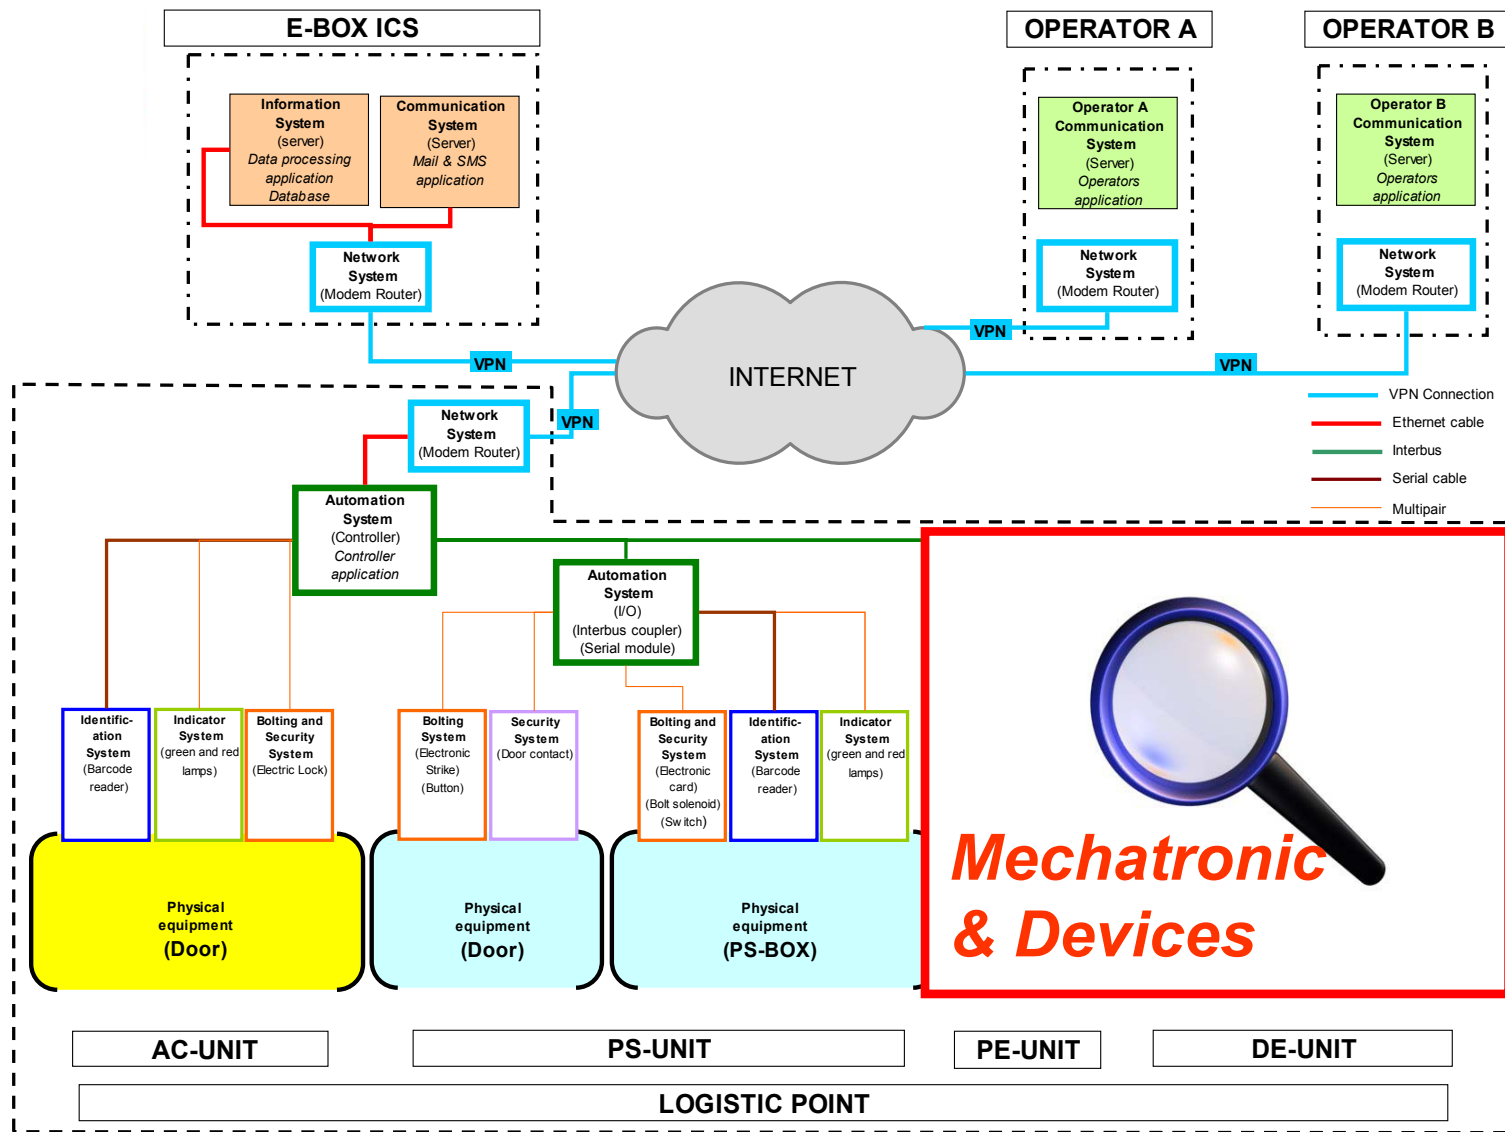 E-BOX ICS
OPERATOR A
OPERATOR B
Information
System
(server)
Data processing
application
Database
Communication
System
(Server)
Mail & SMS
application
Operator A
Communication
System
(Server)
Operators
application
Operator B
Communication
System
(Server)
Operators
application
Network
System
(Modem Router)
Network
System
(Modem Router)
Network
System
(Modem Router)
VPN
VPN
VPN
INTERNET
VPN
Network
System
(Modem Router)
VPN Connection
Ethernet cable
Interbus
Serial cable
Multipair
Automation
System
(Controller)
Controller
application
Automation
System
(I/O)
(Interbus coupler)
(Serial module)
Identific-
ation
System
(Barcode
reader)
Indicator
System
(green and red
lamps)
Bolting and
Security
System
(Electric Lock)
Bolting
System
(Electronic
Strike)
(Button)
Security
System
(Door contact)
Bolting and
Security
System
(Electronic
card)
(Bolt solenoid)
(Switch)
Identific-
ation
System
(Barcode
reader)
Indicator
System
(green and red
lamps)
Mechatronic
& Devices
Physical
equipment
(Door)
Physical
equipment
(Door)
Physical
equipment
(PS-BOX)
AC-UNIT
PS-UNIT
PE-UNIT
DE-UNIT
LOGISTIC POINT